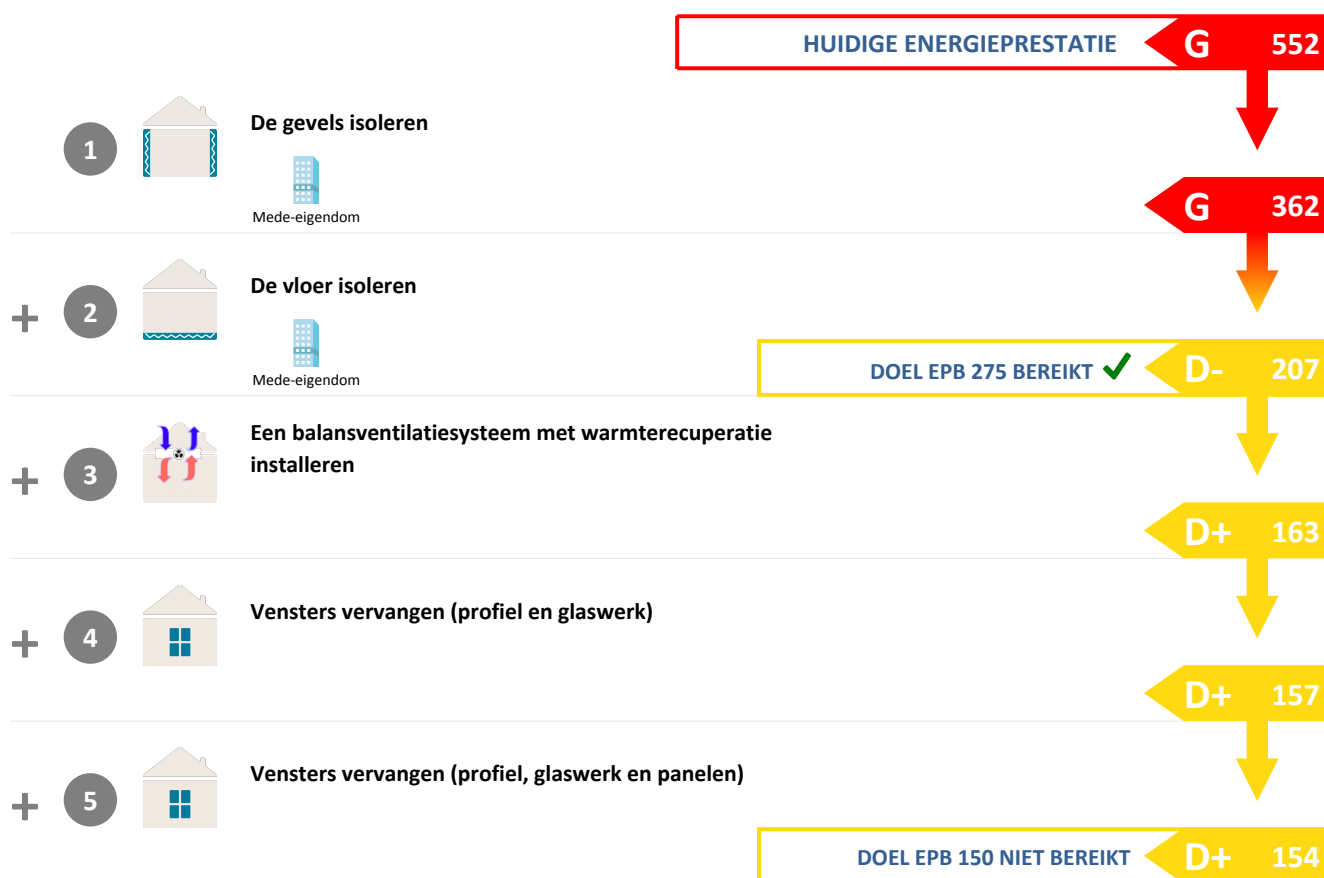 HUIDIGE ENERGIEPRESTATIE G 552
1 De gevels isoleren
Mede-eigendom
G 362
+ 2 De vloer isoleren
Mede-eigendom
DOEL EPB 275 BEREIKT ✓ D- 207
+ 3 Een balansventilatiesysteem met warmterecuperatie
installeren
D+ 163
+ 4 Vensters vervangen (profiel en glaswerk)
D+ 157
+ 5 Vensters vervangen (profiel, glaswerk en panelen)
DOEL EPB 150 NIET BEREIKT D+ 154